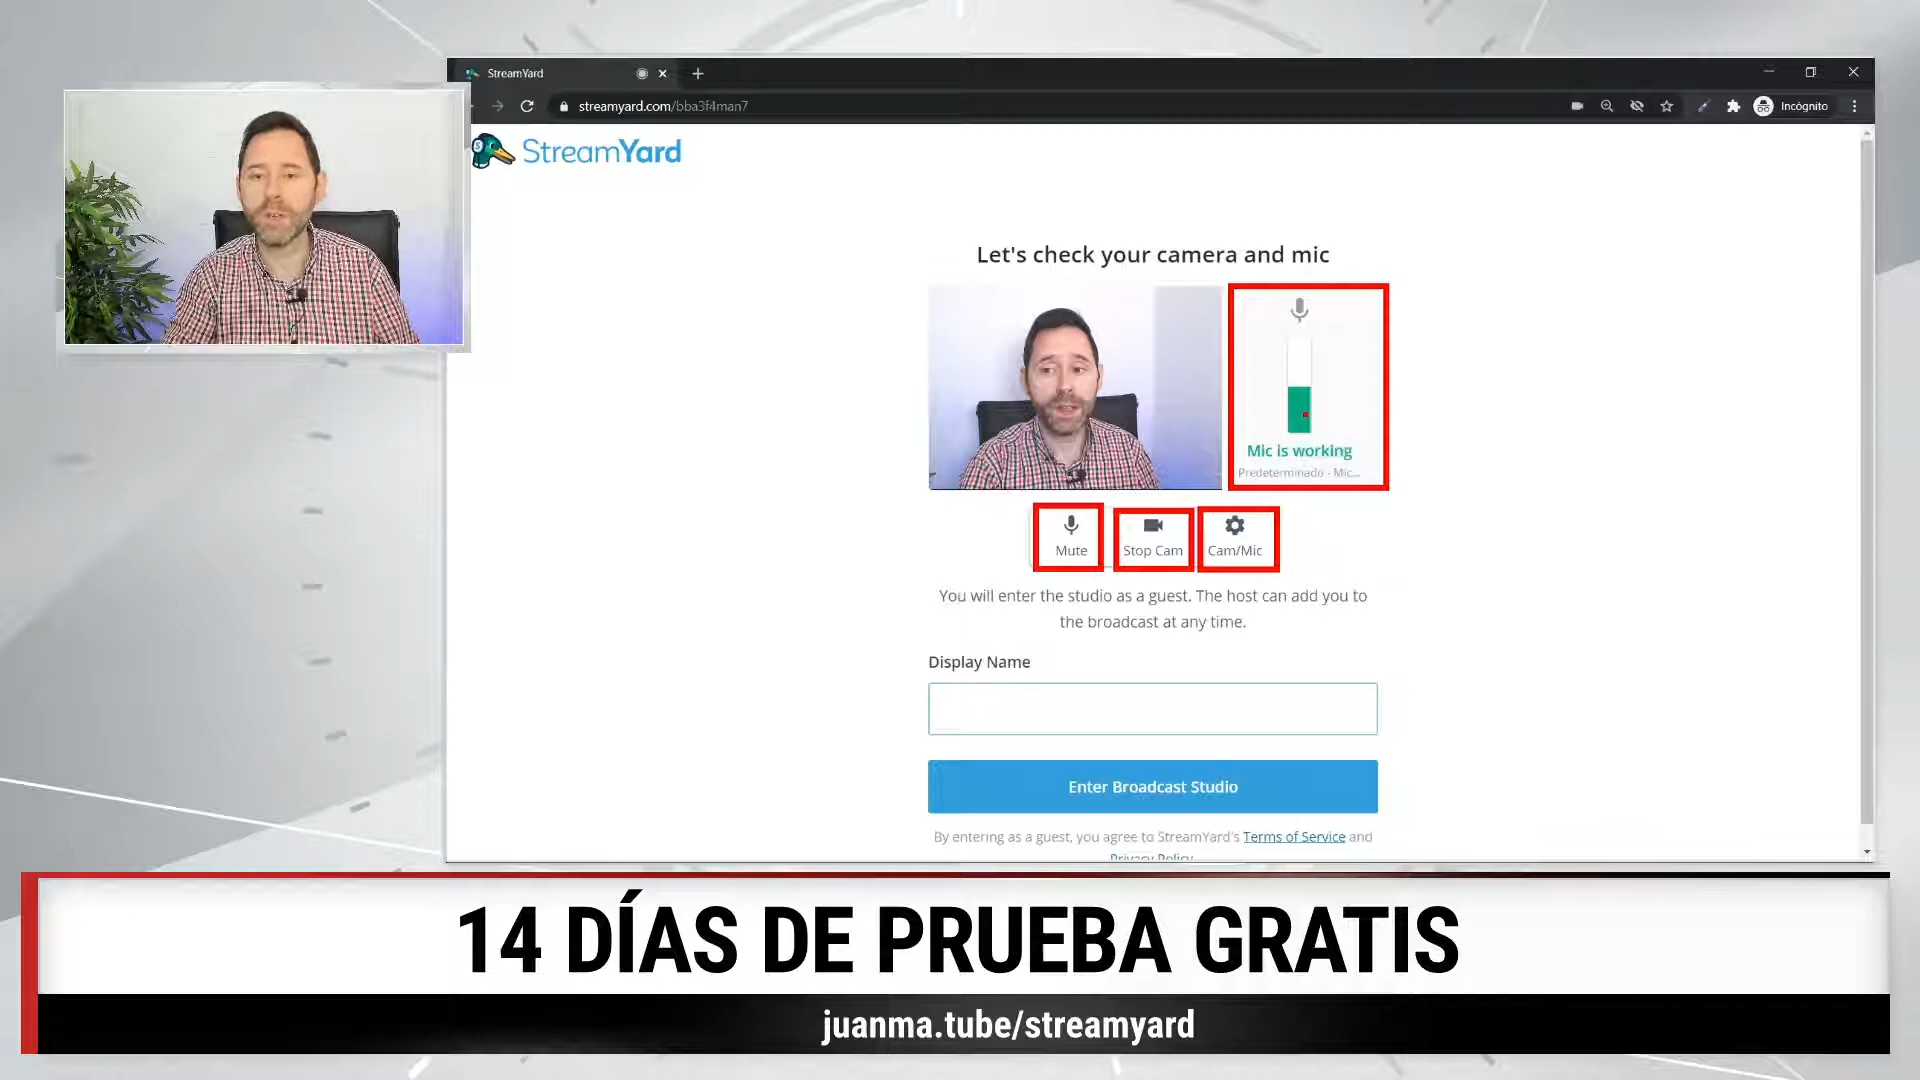 StreamYard
streamyard.com/bba3f4man7
Incógnito
StreamYard
Let's check your camera and mic
Mic is working
Predeterminado - Mic...
Mute
Stop Cam
Cam/Mic
You will enter the studio as a guest. The host can add you to
the broadcast at any time.
Display Name
Enter Broadcast Studio
By entering as a guest, you agree to StreamYard's Terms of Service and
Privacy Policy
14 DÍAS DE PRUEBA GRATIS
juanma.tube/streamyard